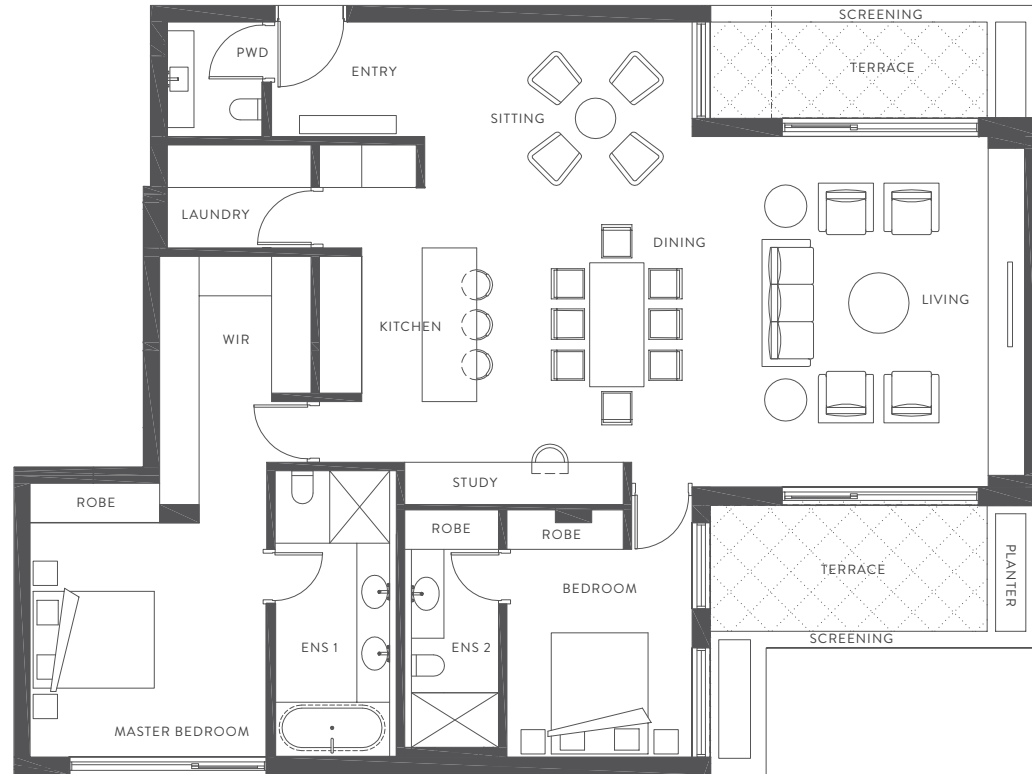 SCREENING
PWD
ENTRY
TERRACE
SITTING
LAUNDRY
DINING
LIVING
KITCHEN
WIR
STUDY
ROBE
ROBE
ROBE
TERRACE
PLANTER
BEDROOM
SCREENING
ENS 1
ENS 2
MASTER BEDROOM